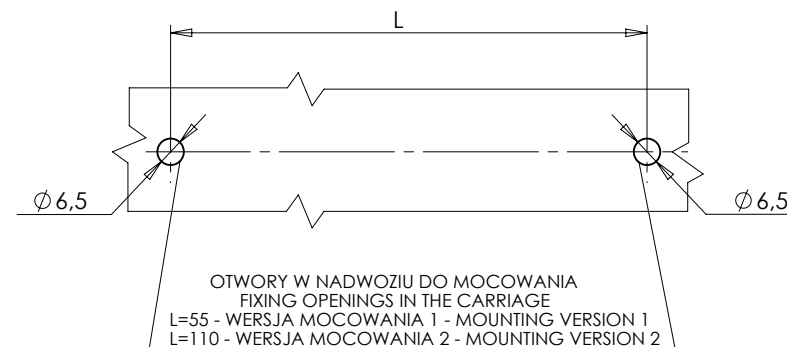 L
⌀6,5
⌀6,5
OTWORY W NADWOZIU DO MOCOWANIA
FIXING OPENINGS IN THE CARRIAGE
L=55 - WERSJA MOCOWANIA 1 - MOUNTING VERSION 1
L=110 - WERSJA MOCOWANIA 2 - MOUNTING VERSION 2